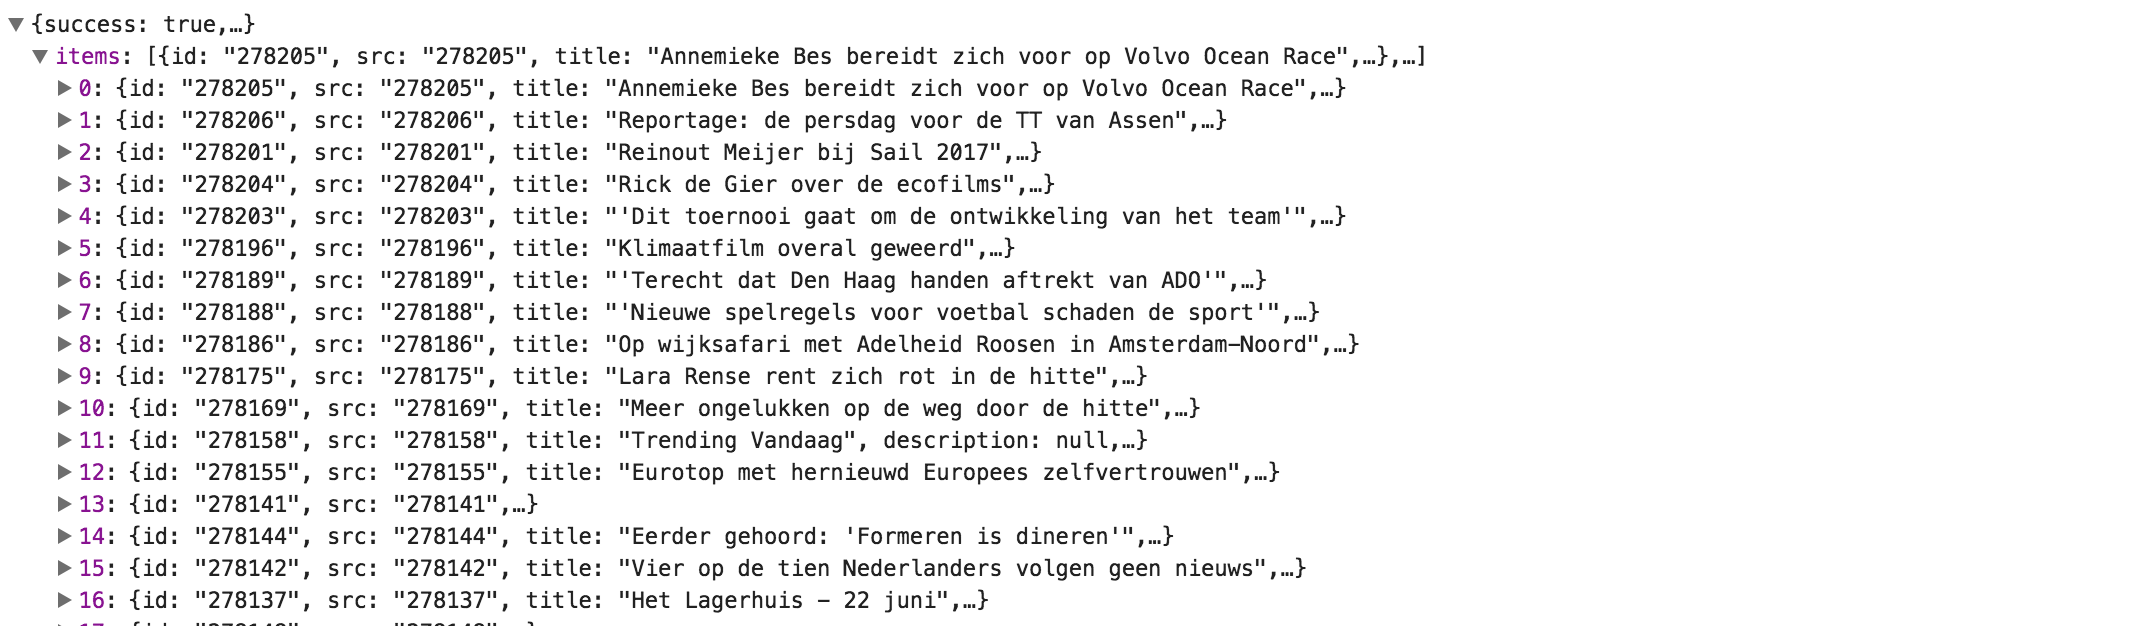 ▼ {success: true,…}
▼ items: [{id: "278205", src: "278205", title: "Annemieke Bes bereidt zich voor op Volvo Ocean Race",…},…]
▶ 0: {id: "278205", src: "278205", title: "Annemieke Bes bereidt zich voor op Volvo Ocean Race",…}
▶ 1: {id: "278206", src: "278206", title: "Reportage: de persdag voor de TT van Assen",…}
▶ 2: {id: "278201", src: "278201", title: "Reinout Meijer bij Sail 2017",…}
▶ 3: {id: "278204", src: "278204", title: "Rick de Gier over de ecofilms",…}
▶ 4: {id: "278203", src: "278203", title: "'Dit toernooi gaat om de ontwikkeling van het team'",…}
▶ 5: {id: "278196", src: "278196", title: "Klimaatfilm overal geweerd",…}
▶ 6: {id: "278189", src: "278189", title: "'Terecht dat Den Haag handen aftrekt van ADO'",…}
▶ 7: {id: "278188", src: "278188", title: "'Nieuwe spelregels voor voetbal schaden de sport'",…}
▶ 8: {id: "278186", src: "278186", title: "Op wijksafari met Adelheid Roosen in Amsterdam-Noord",…}
▶ 9: {id: "278175", src: "278175", title: "Lara Rense rent zich rot in de hitte",…}
▶ 10: {id: "278169", src: "278169", title: "Meer ongelukken op de weg door de hitte",…}
▶ 11: {id: "278158", src: "278158", title: "Trending Vandaag", description: null,…}
▶ 12: {id: "278155", src: "278155", title: "Eurotop met hernieuwd Europees zelfvertrouwen",…}
▶ 13: {id: "278141", src: "278141",…}
▶ 14: {id: "278144", src: "278144", title: "Eerder gehoord: 'Formeren is dineren'",…}
▶ 15: {id: "278142", src: "278142", title: "Vier op de tien Nederlanders volgen geen nieuws",…}
▶ 16: {id: "278137", src: "278137", title: "Het Lagerhuis - 22 juni",…}